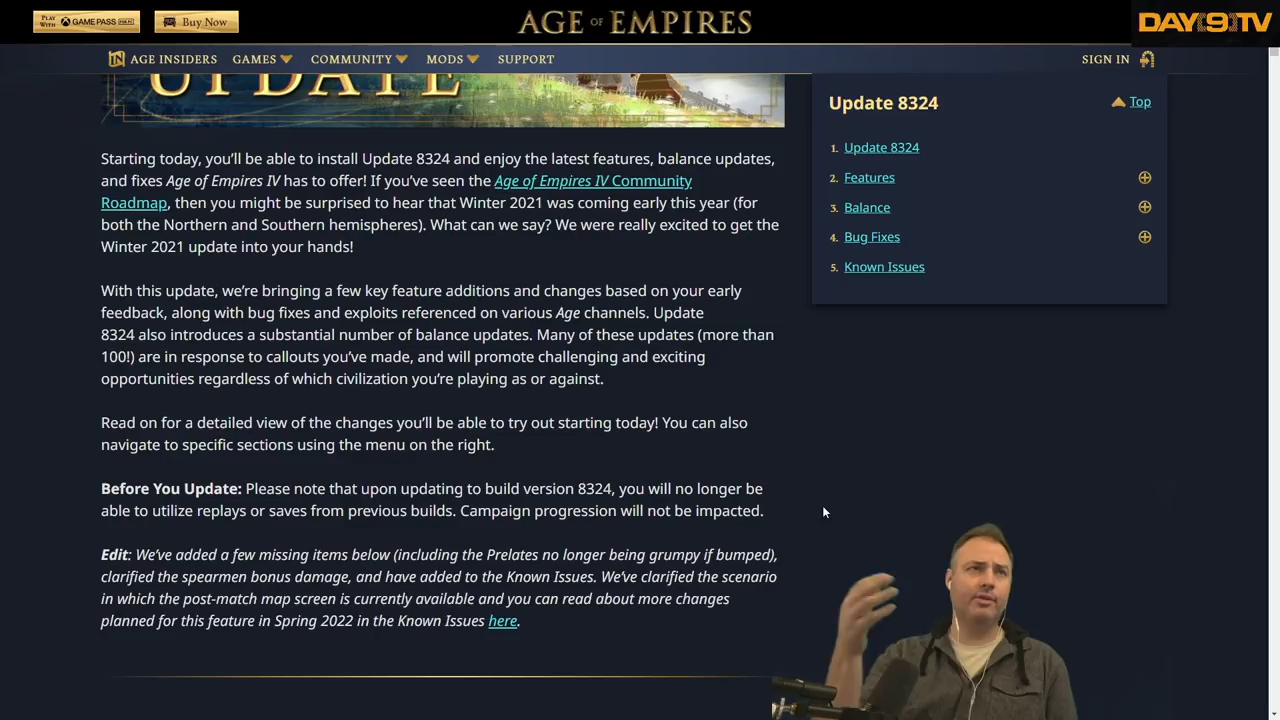 PLAY WITH XBOX GAME PASS FOR PC
Buy Now
AGE OF EMPIRES
DAY[9]TV
AGE INSIDERS
GAMES
COMMUNITY
MODS
SUPPORT
SIGN IN
UPDATE
Starting today, you’ll be able to install Update 8324 and enjoy the latest features, balance updates,
and fixes Age of Empires IV has to offer! If you’ve seen the Age of Empires IV Community
Roadmap, then you might be surprised to hear that Winter 2021 was coming early this year (for
both the Northern and Southern hemispheres). What can we say? We were really excited to get the
Winter 2021 update into your hands!
With this update, we’re bringing a few key feature additions and changes based on your early
feedback, along with bug fixes and exploits referenced on various Age channels. Update
8324 also introduces a substantial number of balance updates. Many of these updates (more than
100!) are in response to callouts you’ve made, and will promote challenging and exciting
opportunities regardless of which civilization you’re playing as or against.
Read on for a detailed view of the changes you’ll be able to try out starting today! You can also
navigate to specific sections using the menu on the right.
Before You Update: Please note that upon updating to build version 8324, you will no longer be
able to utilize replays or saves from previous builds. Campaign progression will not be impacted.
Edit: We’ve added a few missing items below (including the Prelates no longer being grumpy if bumped),
clarified the spearmen bonus damage, and have added to the Known Issues. We’ve clarified the scenario
in which the post-match map screen is currently available and you can read about more changes
planned for this feature in Spring 2022 in the Known Issues here.
Update 8324
Top
1. Update 8324
2. Features
3. Balance
4. Bug Fixes
5. Known Issues